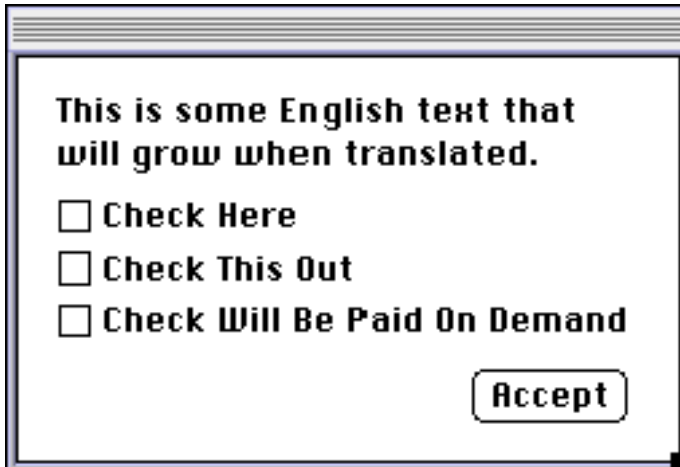 This is some English text that
will grow when translated.
Check Here
Check This Out
Check Will Be Paid On Demand
Accept